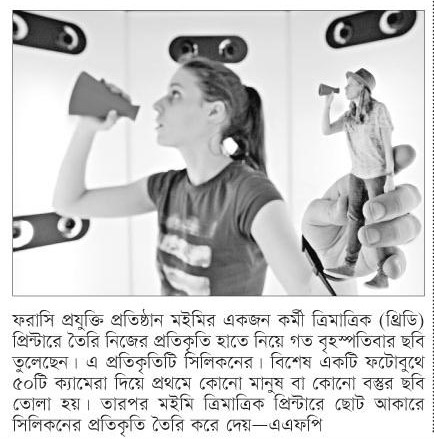 ফরাসি প্রযুক্তি প্রতিষ্ঠান মইমির একজন কর্মী ত্রিমাত্রিক (থ্রিডি)
প্রিন্টারে তৈরি নিজের প্রতিকৃতি হাতে নিয়ে গত বৃহস্পতিবার ছবি
তুলেছেন। এ প্রতিকৃতিটি সিলিকনের। বিশেষ একটি ফটোবুথে
৫০টি ক্যামেরা দিয়ে প্রথমে কোনো মানুষ বা কোনো বস্তুর ছবি
তোলা হয়। তারপর মইমি ত্রিমাত্রিক প্রিন্টারে ছোট আকারে
সিলিকনের প্রতিকৃতি তৈরি করে দেয়—এএফপি